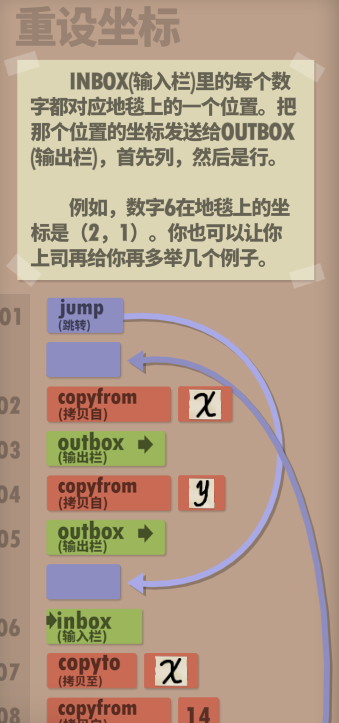 重设坐标
INBOX(输入栏)里的每个数
字都对应地毯上的一个位置。把
那个位置的坐标发送给OUTBOX
(输出栏)，首先列，然后是行。
例如，数字6在地毯上的坐
标是（2，1）。你也可以让你
上司再给你再多举几个例子。
01 jump
(跳转)
02 copyfrom x
(拷贝自)
03 outbox
(输出栏)
04 copyfrom y
(拷贝自)
05 outbox
(输出栏)
06 inbox
(输入栏)
07 copyto x
(拷贝至)
08 copyfrom 14
(拷贝自)